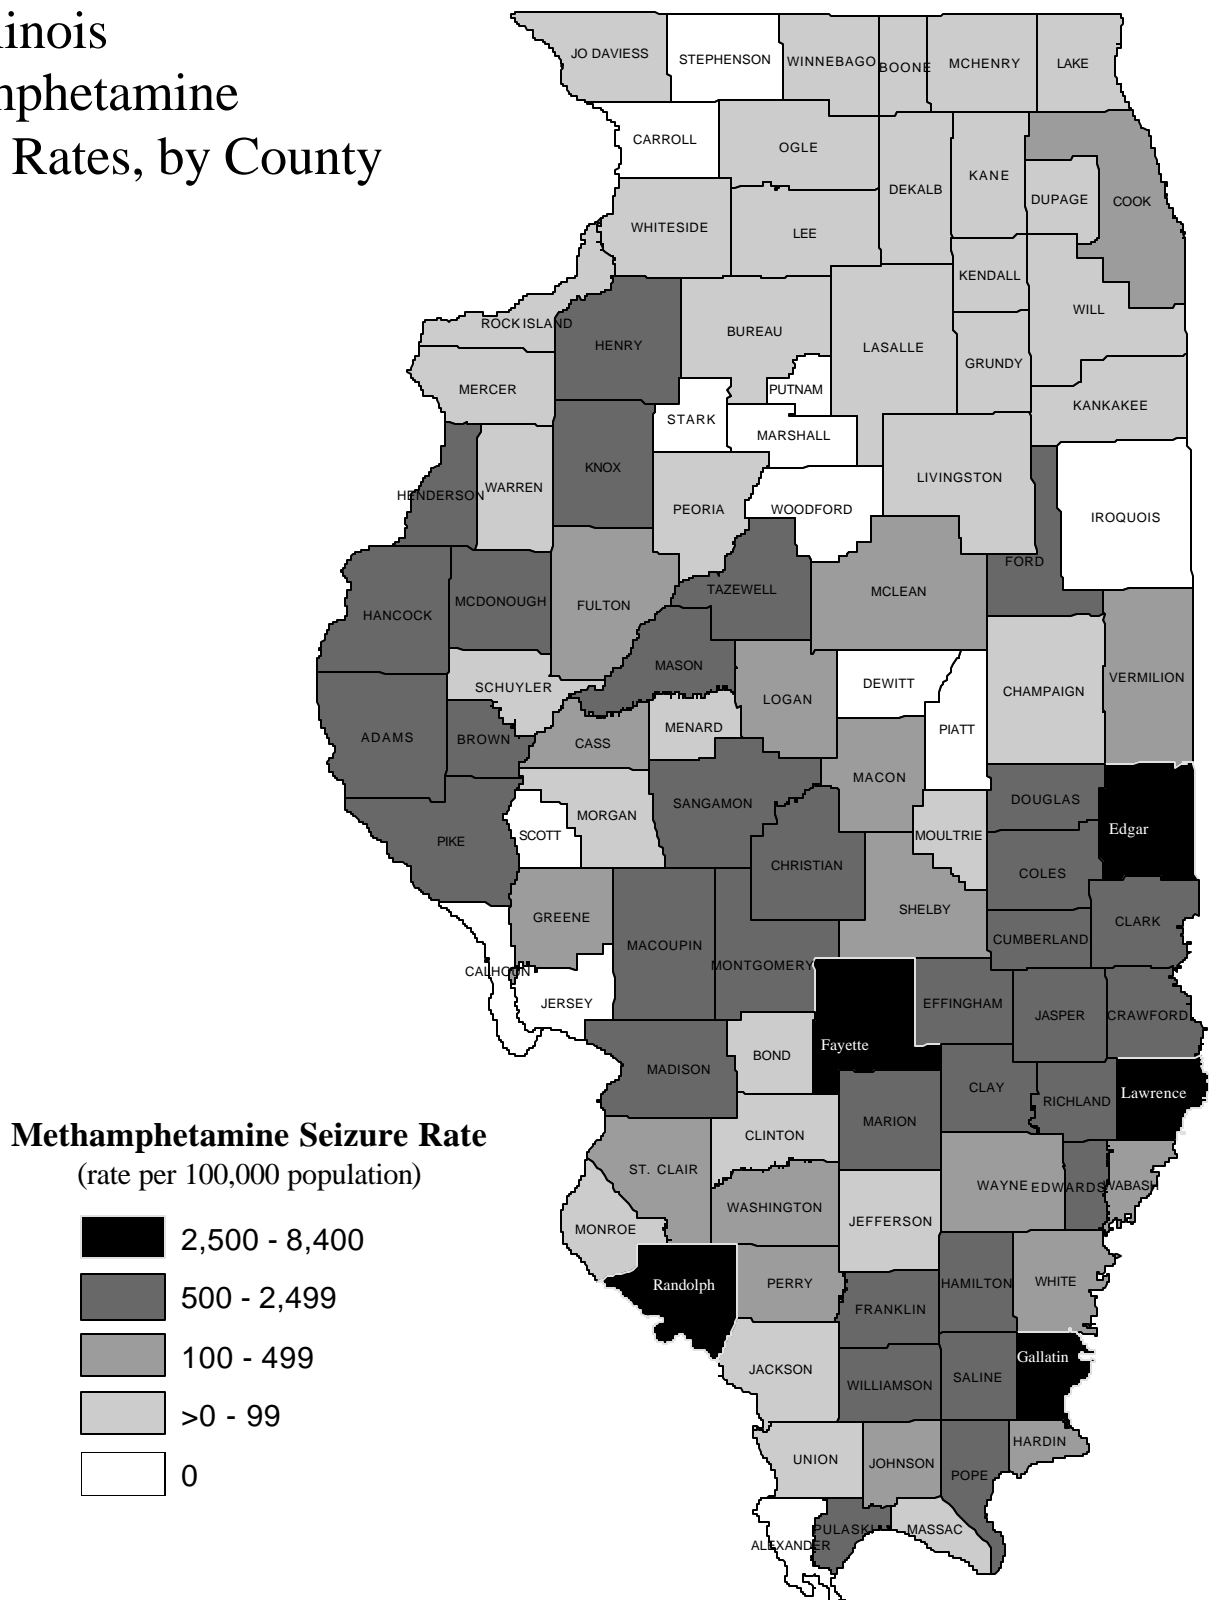 linois
nphetamine
Rates, by County
JO DAVIESS
STEPHENSON
WINNEBAGO
BOONE
MCHENRY
LAKE
CARROLL
OGLE
DEKALB
KANE
DUPAGE
COOK
WHITESIDE
LEE
KENDALL
WILL
ROCK ISLAND
HENRY
BUREAU
LASALLE
GRUNDY
MERCER
PUTNAM
KANKAKEE
STARK
MARSHALL
HENDERSON
WARREN
KNOX
PEORIA
WOODFORD
LIVINGSTON
IROQUOIS
FORD
HANCOCK
MCDONOUGH
FULTON
TAZEWELL
MCLEAN
SCHUYLER
MASON
LOGAN
DEWITT
CHAMPAIGN
VERMILION
ADAMS
BROWN
CASS
MENARD
PIATT
MACON
PIKE
SCOTT
MORGAN
SANGAMON
CHRISTIAN
MOULTRIE
DOUGLAS
Edgar
COLES
GREENE
MACOUPIN
MONTGOMERY
SHELBY
CUMBERLAND
CLARK
CALHOUN
JERSEY
EFFINGHAM
JASPER
CRAWFORD
MADISON
BOND
Fayette
CLAY
RICHLAND
Lawrence
MARION
CLINTON
ST. CLAIR
WASHINGTON
WAYNE
EDWARDS
WABASH
MONROE
JEFFERSON
Randolph
PERRY
FRANKLIN
HAMILTON
WHITE
JACKSON
WILLIAMSON
SALINE
Gallatin
UNION
JOHNSON
POPE
HARDIN
ALEXANDER
PULASKI
MASSAC
Methamphetamine Seizure Rate
(rate per 100,000 population)
2,500 - 8,400
500 - 2,499
100 - 499
>0 - 99
0